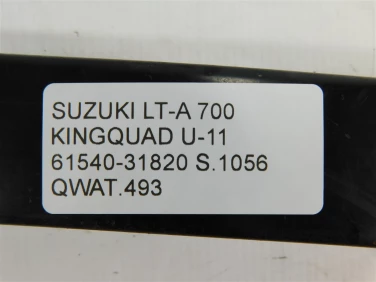 SUZUKI LT-A 700
KINGQUAD U-11
61540-31820 S.1056
QWAT.493